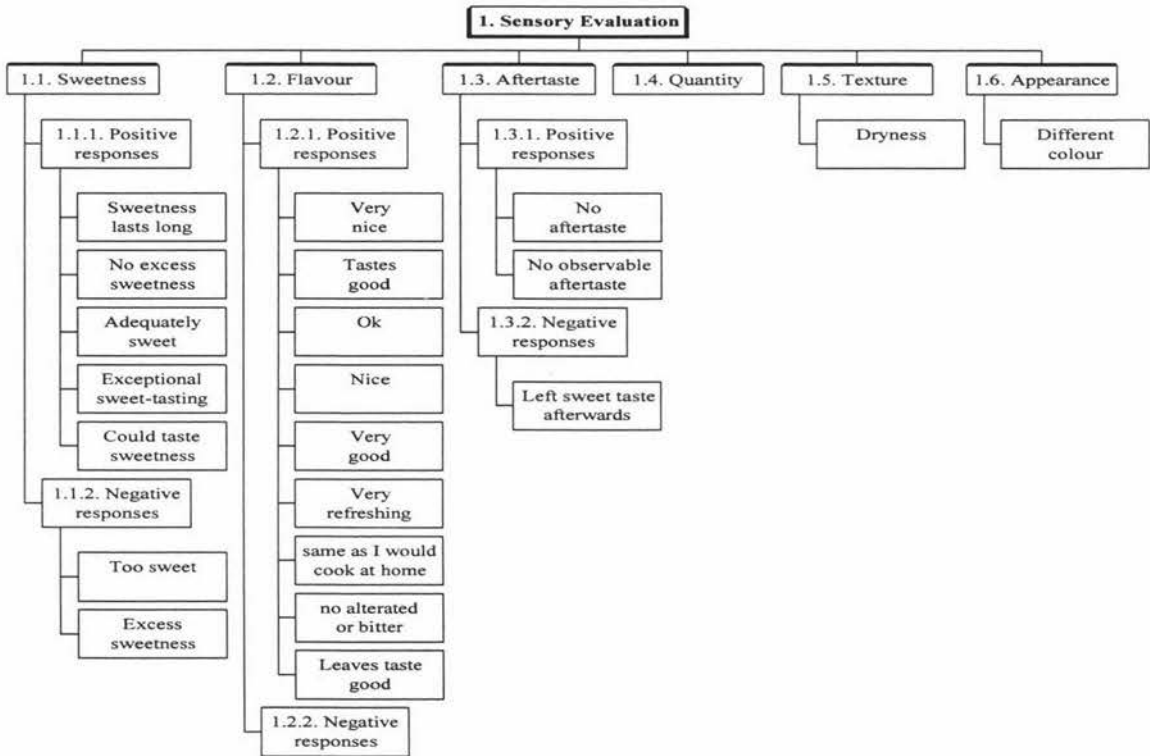 1. Sensory Evaluation
1.1. Sweetness
1.2. Flavour
1.3. Aftertaste
1.4. Quantity
1.5. Texture
1.6. Appearance
1.1.1. Positive
responses
Sweetness
lasts long
No excess
sweetness
Adequately
sweet
Exceptional
sweet-tasting
Could taste
sweetness
1.1.2. Negative
responses
Too sweet
Excess
sweetness
1.2.1. Positive
responses
Very
nice
Tastes
good
Ok
Nice
Very
good
Very
refreshing
same as I would
cook at home
no alterated
or bitter
Leaves taste
good
1.2.2. Negative
responses
1.3.1. Positive
responses
No
aftertaste
No observable
aftertaste
1.3.2. Negative
responses
Left sweet taste
afterwards
Dryness
Different
colour